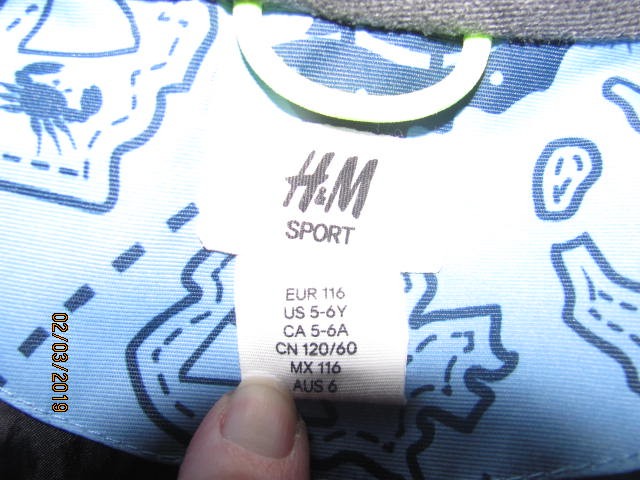 H&M
SPORT
EUR 116
US 5-6Y
CA 5-6A
CN 120/60
MX 116
AUS 6
02/03/2019